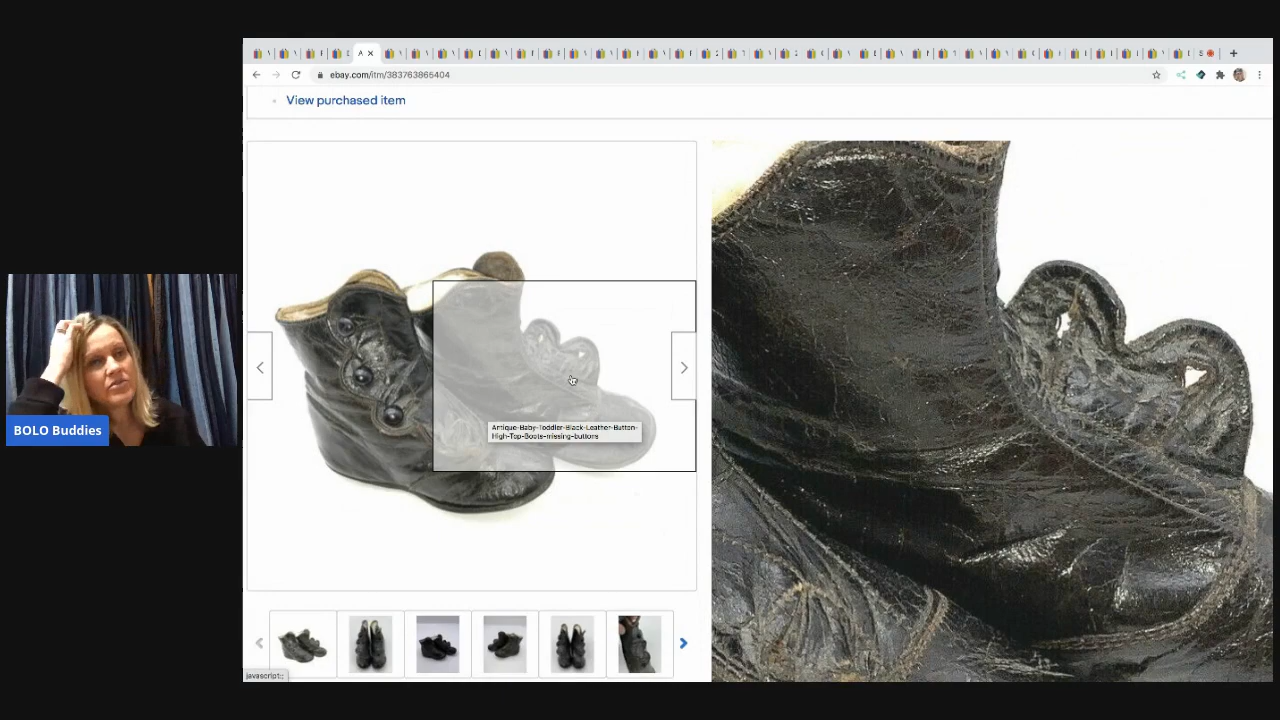 A
ebay.com/itm/383763865404
View purchased item
BOLO Buddies
Antique-Baby-Toddler-Black-Leather-Button-
High-Top-Boots-missing-buttons
javascript:;